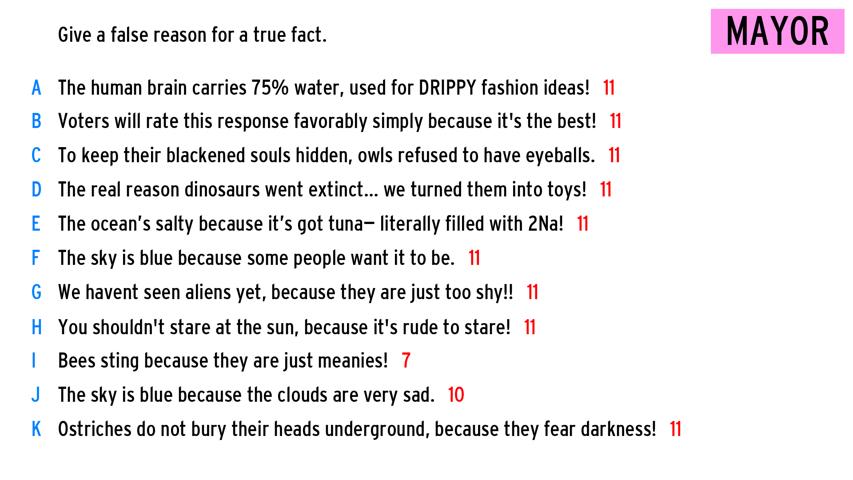 Give a false reason for a true fact.
MAYOR
A The human brain carries 75% water, used for DRIPPY fashion ideas! 11
B Voters will rate this response favorably simply because it's the best! 11
C To keep their blackened souls hidden, owls refused to have eyeballs. 11
D The real reason dinosaurs went extinct... we turned them into toys! 11
E The ocean’s salty because it’s got tuna— literally filled with 2Na! 11
F The sky is blue because some people want it to be. 11
G We havent seen aliens yet, because they are just too shy!! 11
H You shouldn't stare at the sun, because it's rude to stare! 11
I Bees sting because they are just meanies! 7
J The sky is blue because the clouds are very sad. 10
K Ostriches do not bury their heads underground, because they fear darkness! 11